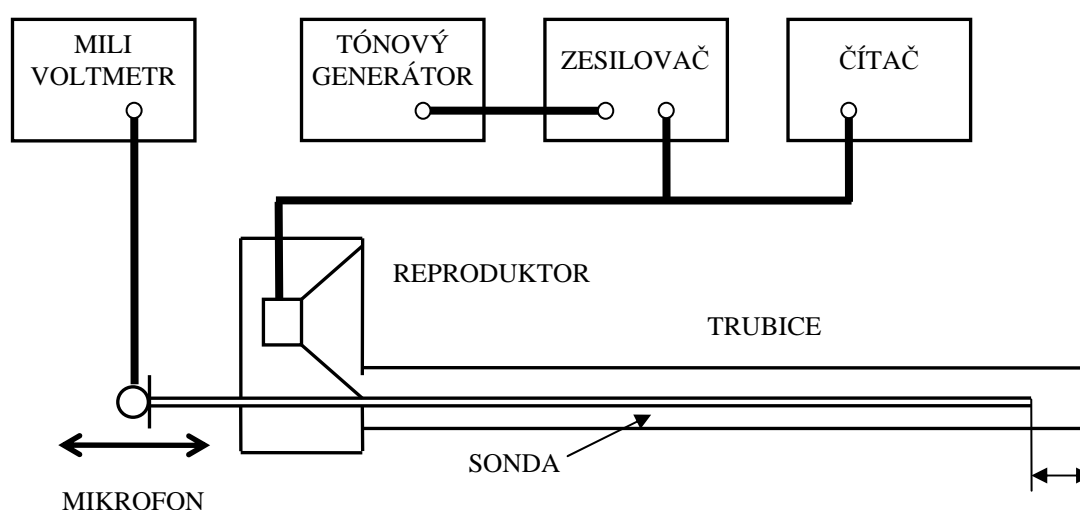 MILI
VOLTMETR
TÓNOVÝ
GENERÁTOR
ZESILOVAČ
ČÍTAČ
REPRODUKTOR
TRUBICE
SONDA
MIKROFON